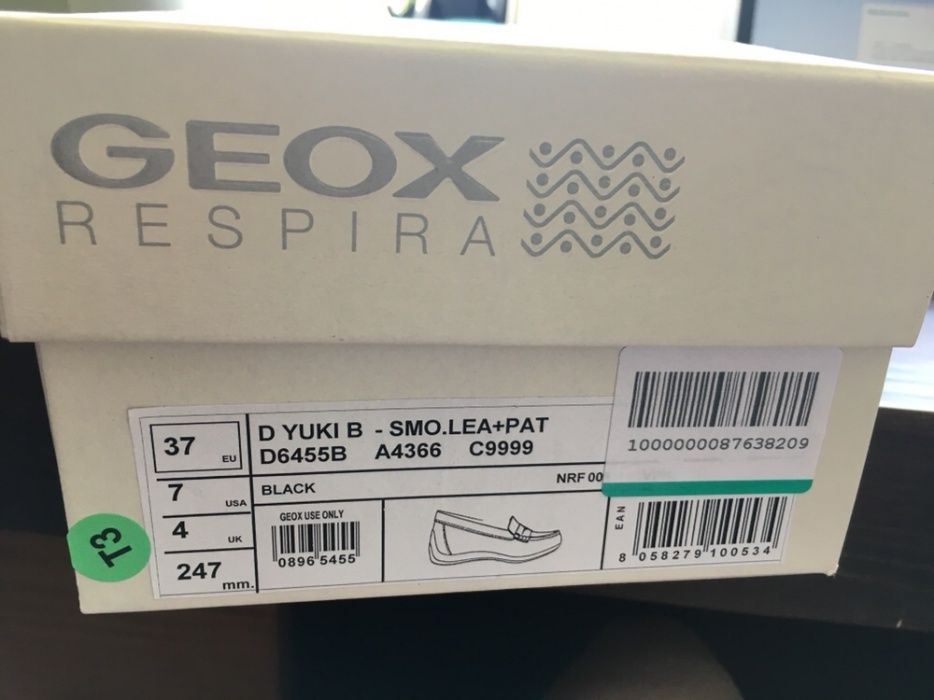 GEOX
RESPIRA
37 EU
D YUKI B - SMO.LEA+PAT
D6455B A4366 C9999
1000000087638209
7 USA
BLACK
NRF 00
4 UK
GEOX USE ONLY
0896 5455
EAN
8 058279 100534
247 mm.
T3